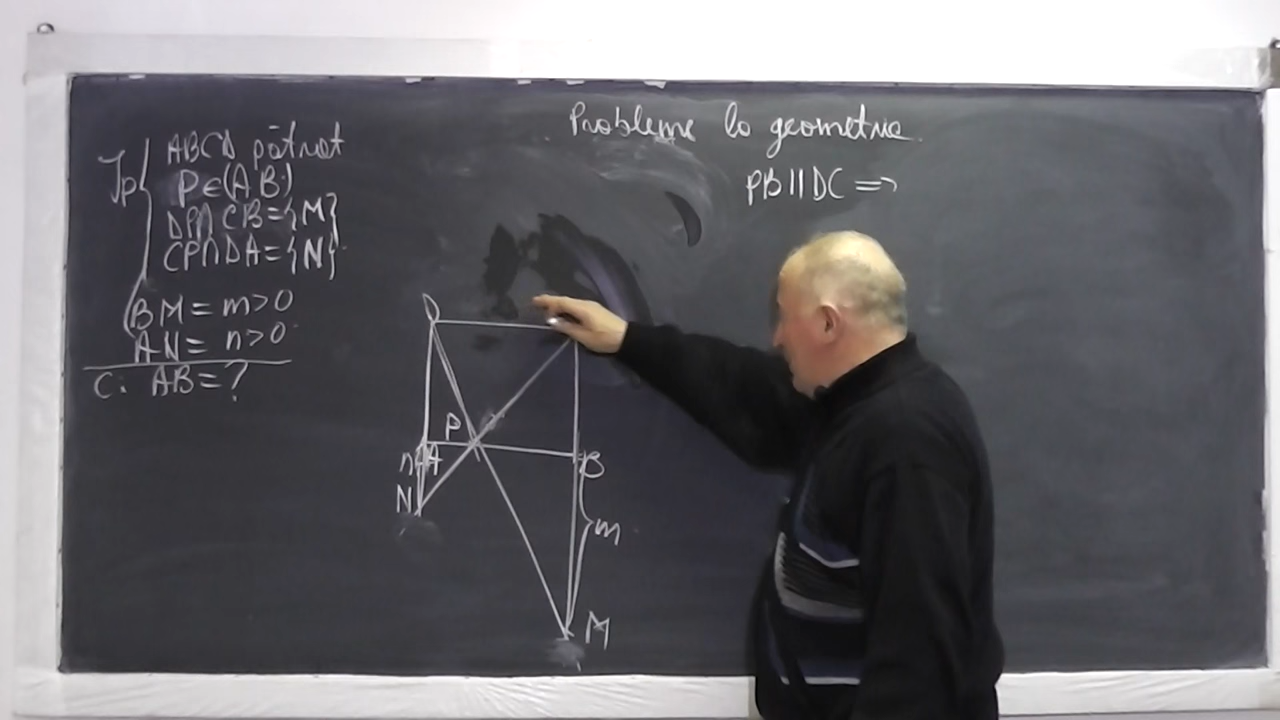 Probleme la geometrie
PB || DC =>
Ip
ABCD pătrat
P∈(AB)
DP∩CB={M}
CP∩DA={N}
BM = m>0
AN = n>0
C: AB=?
D
P
n
A
B
N
m
M